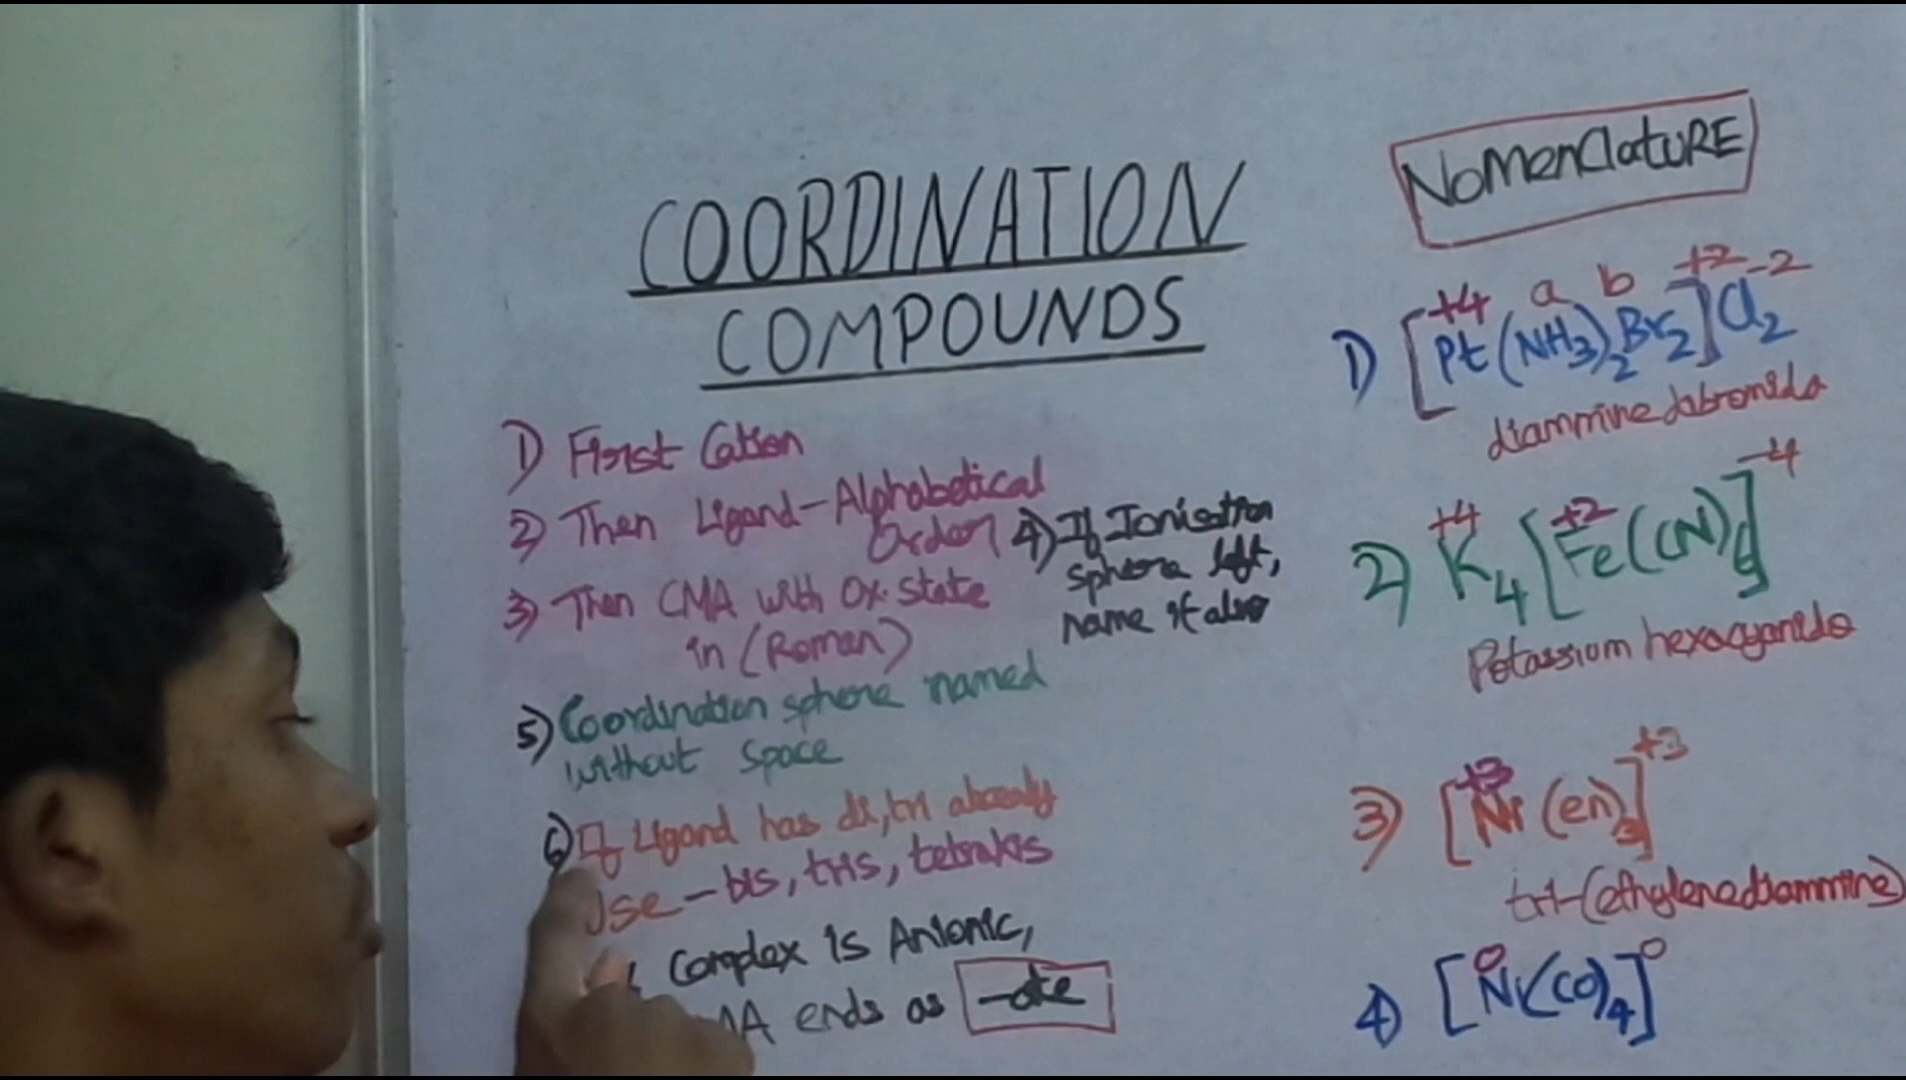 COORDINATION
COMPOUNDS
1) First Cation
2) Then Ligand-Alphabetical
Order
3) Then CMA with Ox. state
in (Roman)
4) If Ionisation
sphere left,
name it also
5) Coordination sphere named
without space
6) If Ligand has di, tri already
Use - bis, tris, tetrakis
Complex is Anionic,
MA ends as -ate
NomenclatURE
+4 a b +2 -2
1) [Pt(NH3)2Br2]Cl2
diammine dibromido
+4 +2 -4
2) K4[Fe(CN)6]
Potassium hexacyanido
+3 +3
3) [Ni(en)3]
tri-(ethylenediammine)
0 0
4) [Ni(CO)4]